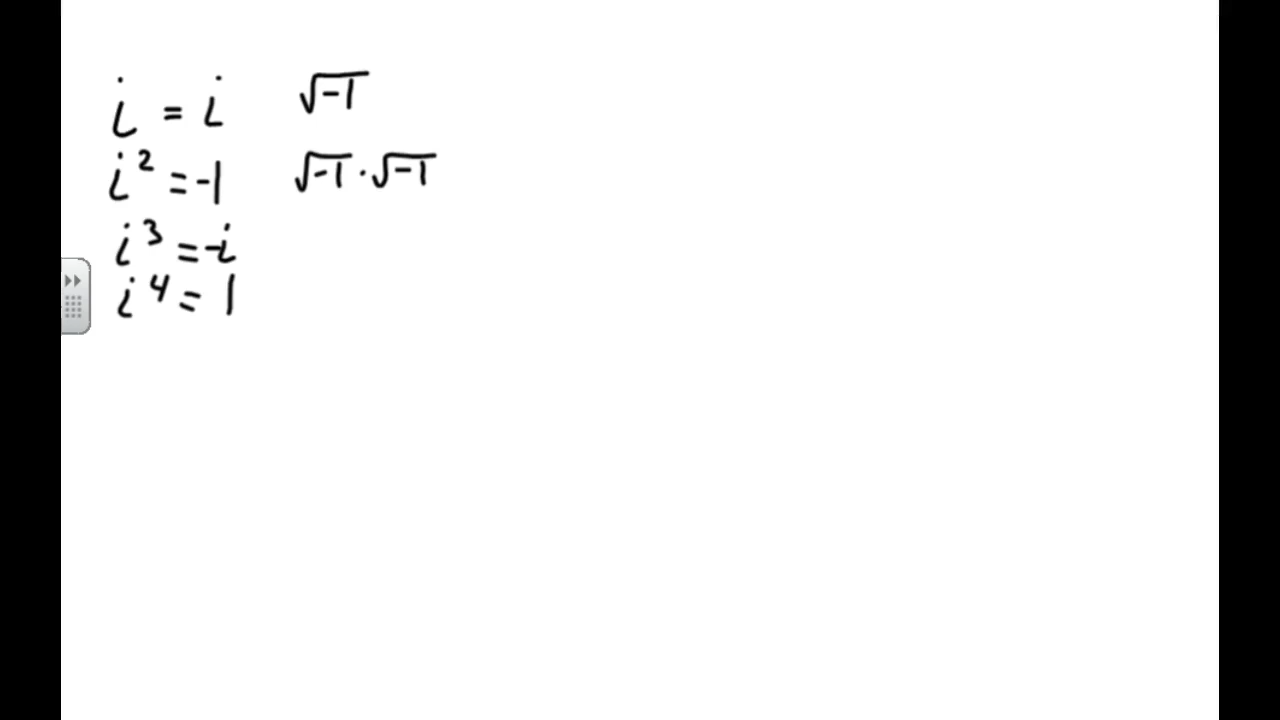 i = i √-1
i² = -1 √-1 · √-1
i³ = -i
i⁴ = 1